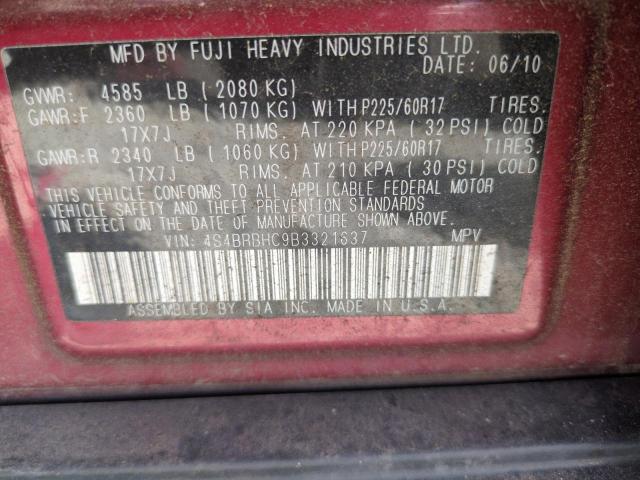 MFD BY FUJI HEAVY INDUSTRIES LTD.
DATE: 06/10
GVWR: 4585 LB (2080 KG)
GAWR:F 2360 LB (1070 KG) WITH P225/60R17 TIRES.
17X7J RIMS. AT 220 KPA (32 PSI) COLD
GAWR:R 2340 LB (1060 KG) WITH P225/60R17 TIRES.
17X7J RIMS. AT 210 KPA (30 PSI) COLD
THIS VEHICLE CONFORMS TO ALL APPLICABLE FEDERAL MOTOR
VEHICLE SAFETY AND THEFT PREVENTION STANDARDS
IN EFFECT ON THE DATE OF MANUFACTURE SHOWN ABOVE.
VIN: 4S4BRBHC9B3321637 MPV
ASSEMBLED BY SIA INC. MADE IN U.S.A.